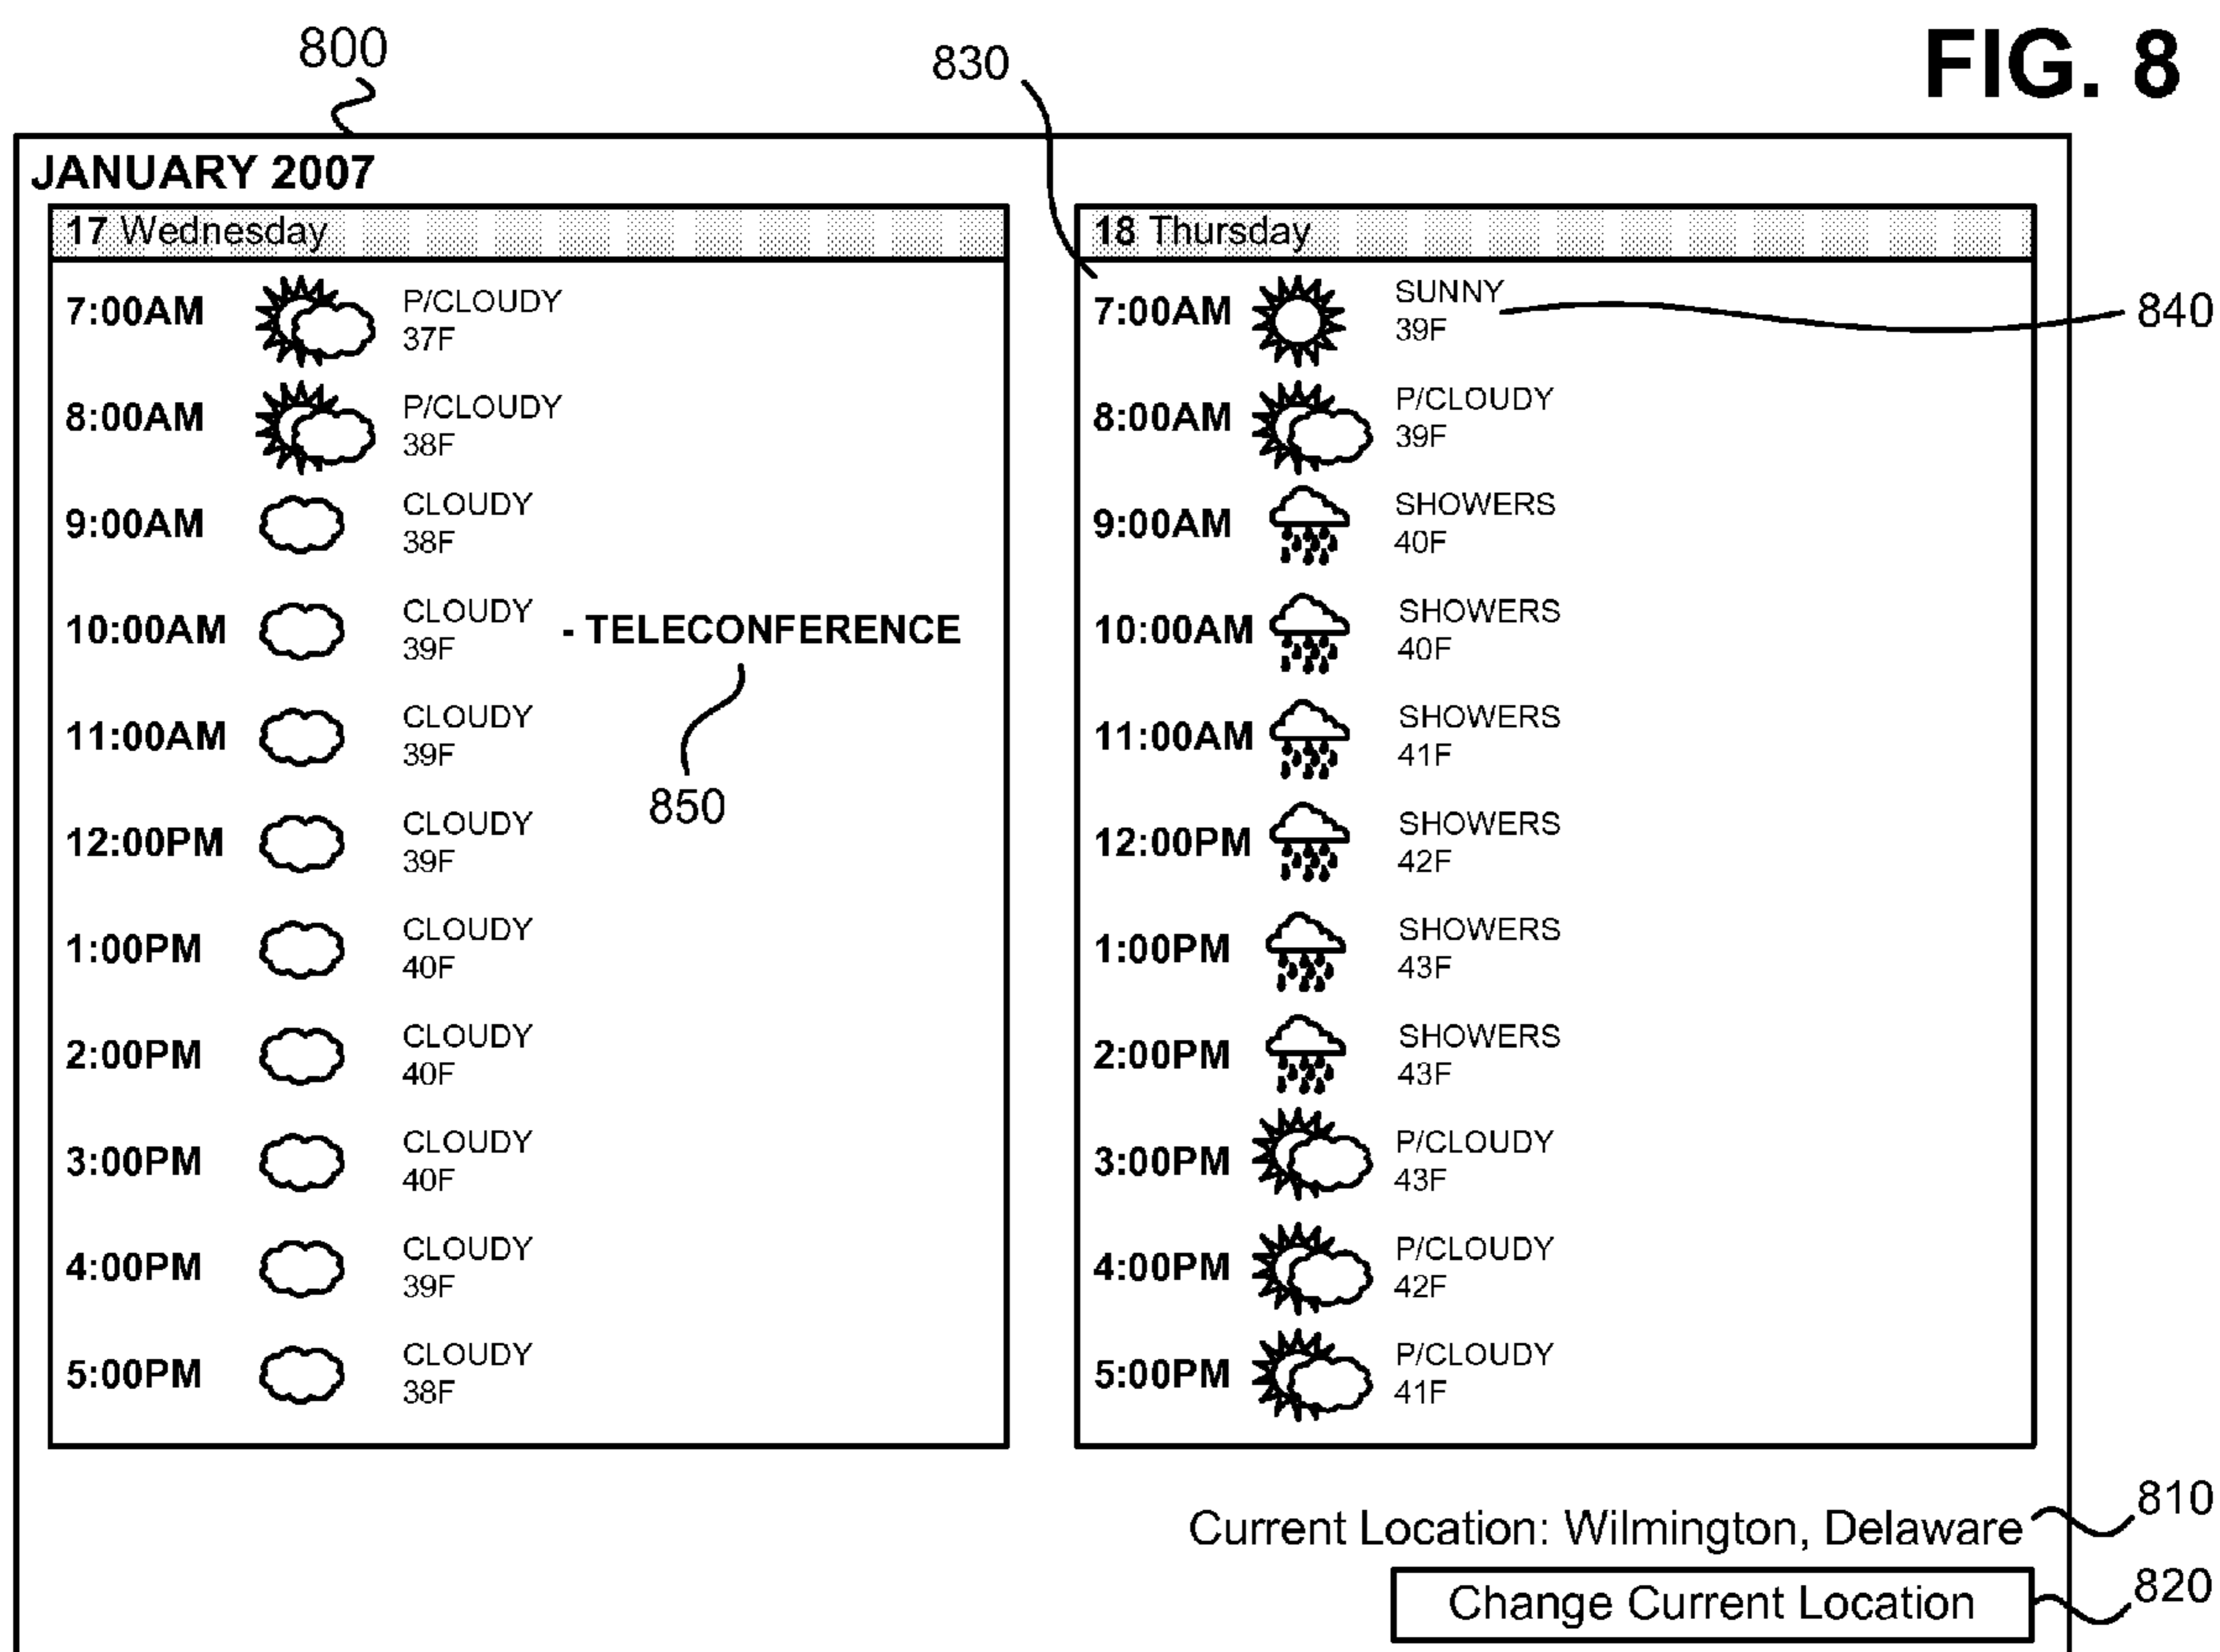 FIG. 8
800
830
JANUARY 2007
17 Wednesday
7:00AM
P/CLOUDY
37F
8:00AM
P/CLOUDY
38F
9:00AM
CLOUDY
38F
10:00AM
CLOUDY
39F
- TELECONFERENCE
850
11:00AM
CLOUDY
39F
12:00PM
CLOUDY
39F
1:00PM
CLOUDY
40F
2:00PM
CLOUDY
40F
3:00PM
CLOUDY
40F
4:00PM
CLOUDY
39F
5:00PM
CLOUDY
38F
18 Thursday
7:00AM
SUNNY
39F
840
8:00AM
P/CLOUDY
39F
9:00AM
SHOWERS
40F
10:00AM
SHOWERS
40F
11:00AM
SHOWERS
41F
12:00PM
SHOWERS
42F
1:00PM
SHOWERS
43F
2:00PM
SHOWERS
43F
3:00PM
P/CLOUDY
43F
4:00PM
P/CLOUDY
42F
5:00PM
P/CLOUDY
41F
Current Location: Wilmington, Delaware
810
Change Current Location
820